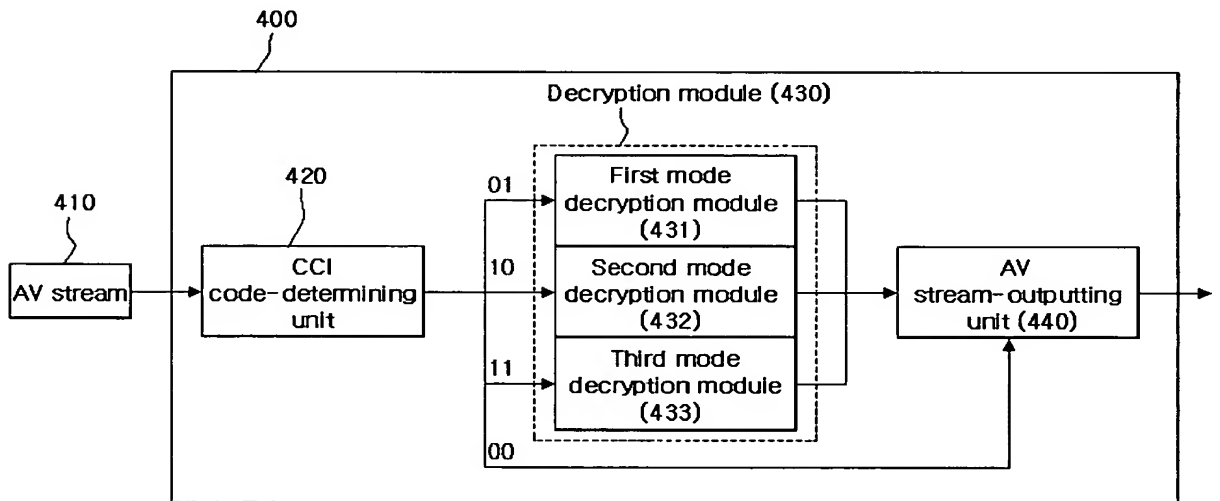 400
Decryption module (430)
420
410
01
First mode
decryption module
(431)
AV stream
CCI
code-determining
unit
10
Second mode
decryption module
(432)
AV
stream-outputting
unit (440)
11
Third mode
decryption module
(433)
00